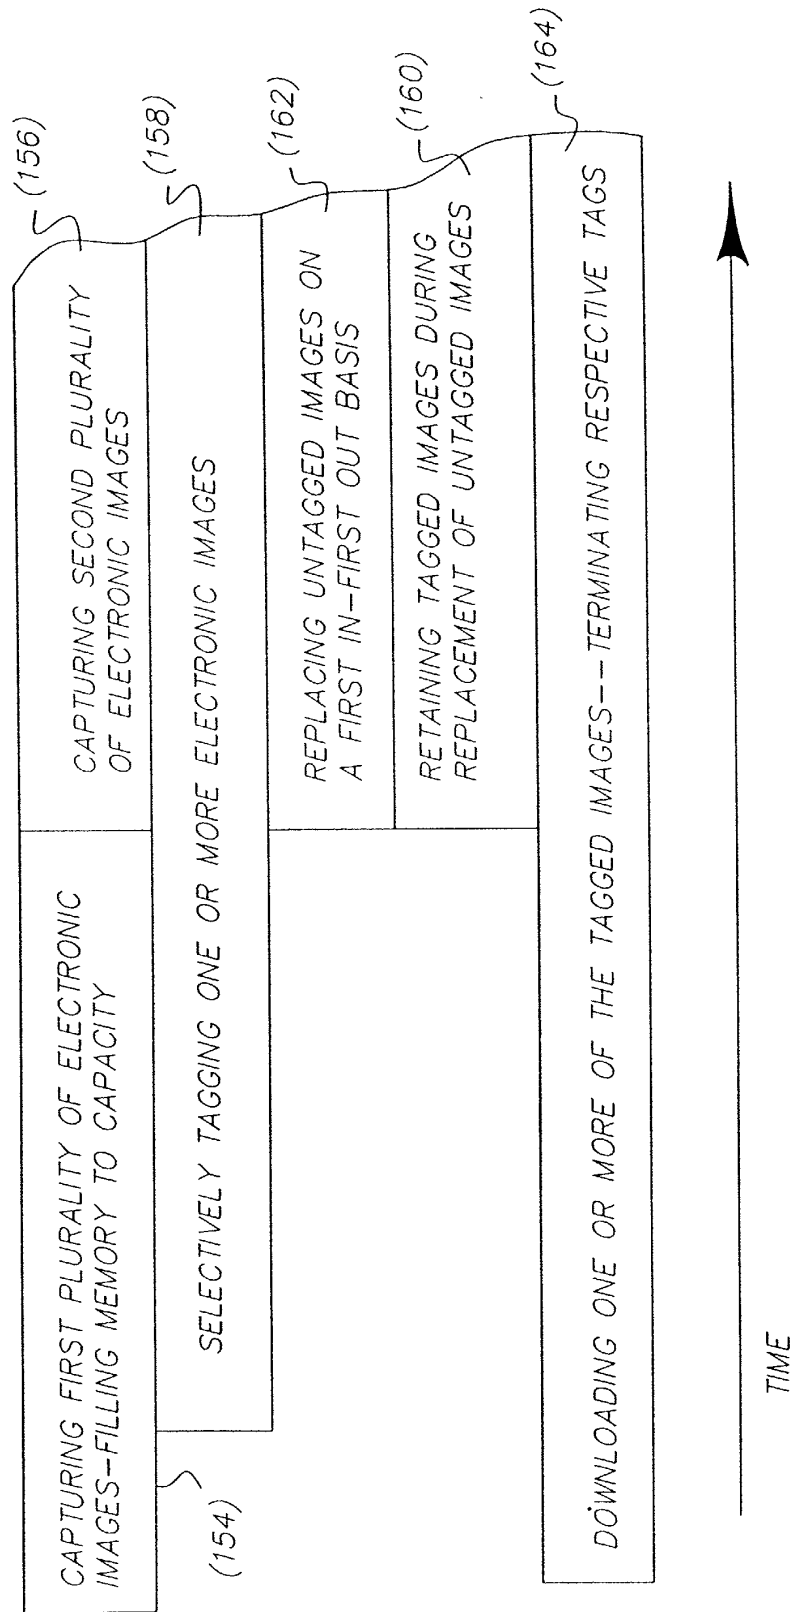 CAPTURING FIRST PLURALITY OF ELECTRONIC
IMAGES-FILLING MEMORY TO CAPACITY
(154)
CAPTURING SECOND PLURALITY
OF ELECTRONIC IMAGES
(156)
SELECTIVELY TAGGING ONE OR MORE ELECTRONIC IMAGES
(158)
REPLACING UNTAGGED IMAGES ON
A FIRST IN-FIRST OUT BASIS
(162)
RETAINING TAGGED IMAGES DURING
REPLACEMENT OF UNTAGGED IMAGES
(160)
DOWNLOADING ONE OR MORE OF THE TAGGED IMAGES--TERMINATING RESPECTIVE TAGS
(164)
TIME